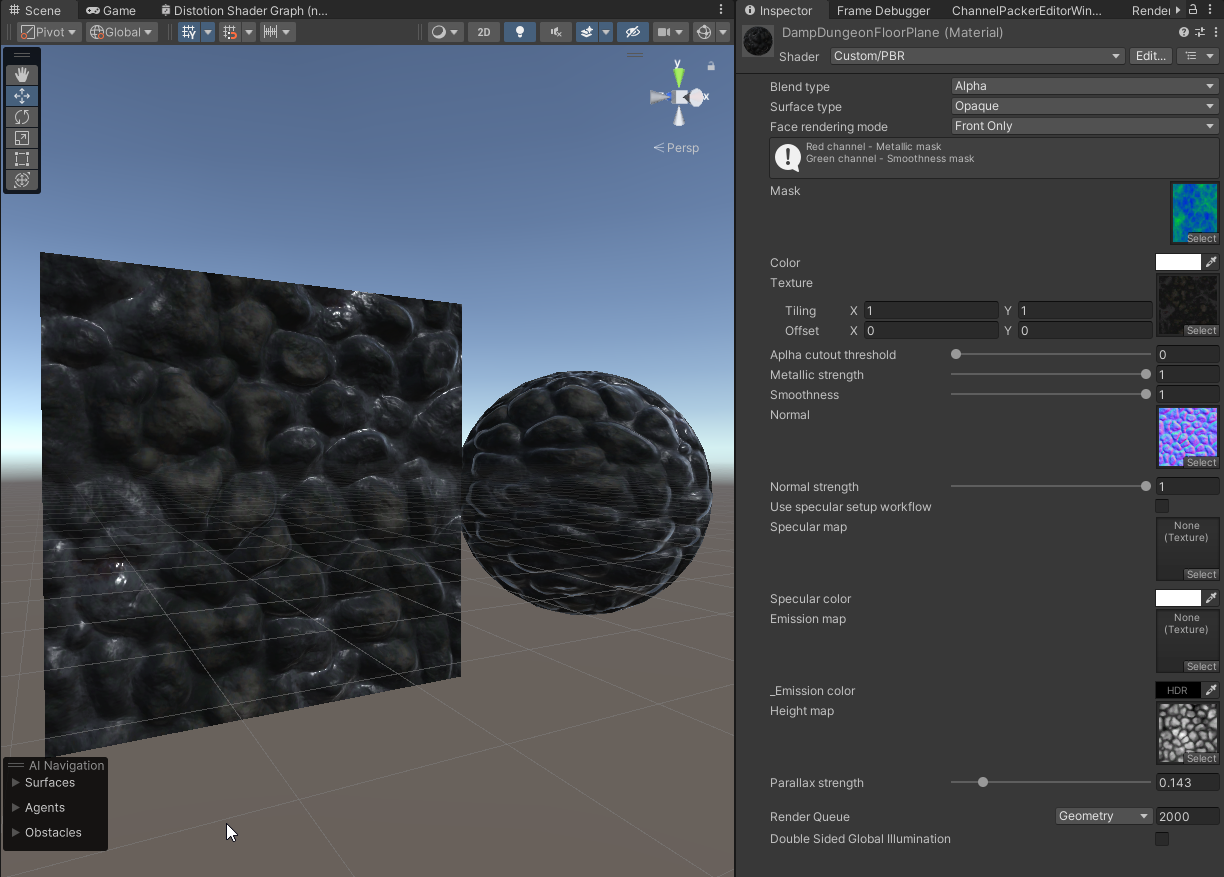 Scene
Game
Distotion Shader Graph (n...
Pivot
Global
2D
y
x
Persp
AI Navigation
Surfaces
Agents
Obstacles
Inspector
Frame Debugger
ChannelPackerEditorWin...
Render
DampDungeonFloorPlane (Material)
Shader
Custom/PBR
Edit...
Blend type
Alpha
Surface type
Opaque
Face rendering mode
Front Only
Red channel - Metallic mask
Green channel - Smoothness mask
Mask
Select
Color
Texture
Tiling X 1 Y 1
Offset X 0 Y 0
Select
Aplha cutout threshold 0
Metallic strength 1
Smoothness 1
Normal
Select
Normal strength 1
Use specular setup workflow
Specular map
None
(Texture)
Select
Specular color
Emission map
None
(Texture)
Select
_Emission color
HDR
Height map
Select
Parallax strength 0.143
Render Queue Geometry 2000
Double Sided Global Illumination